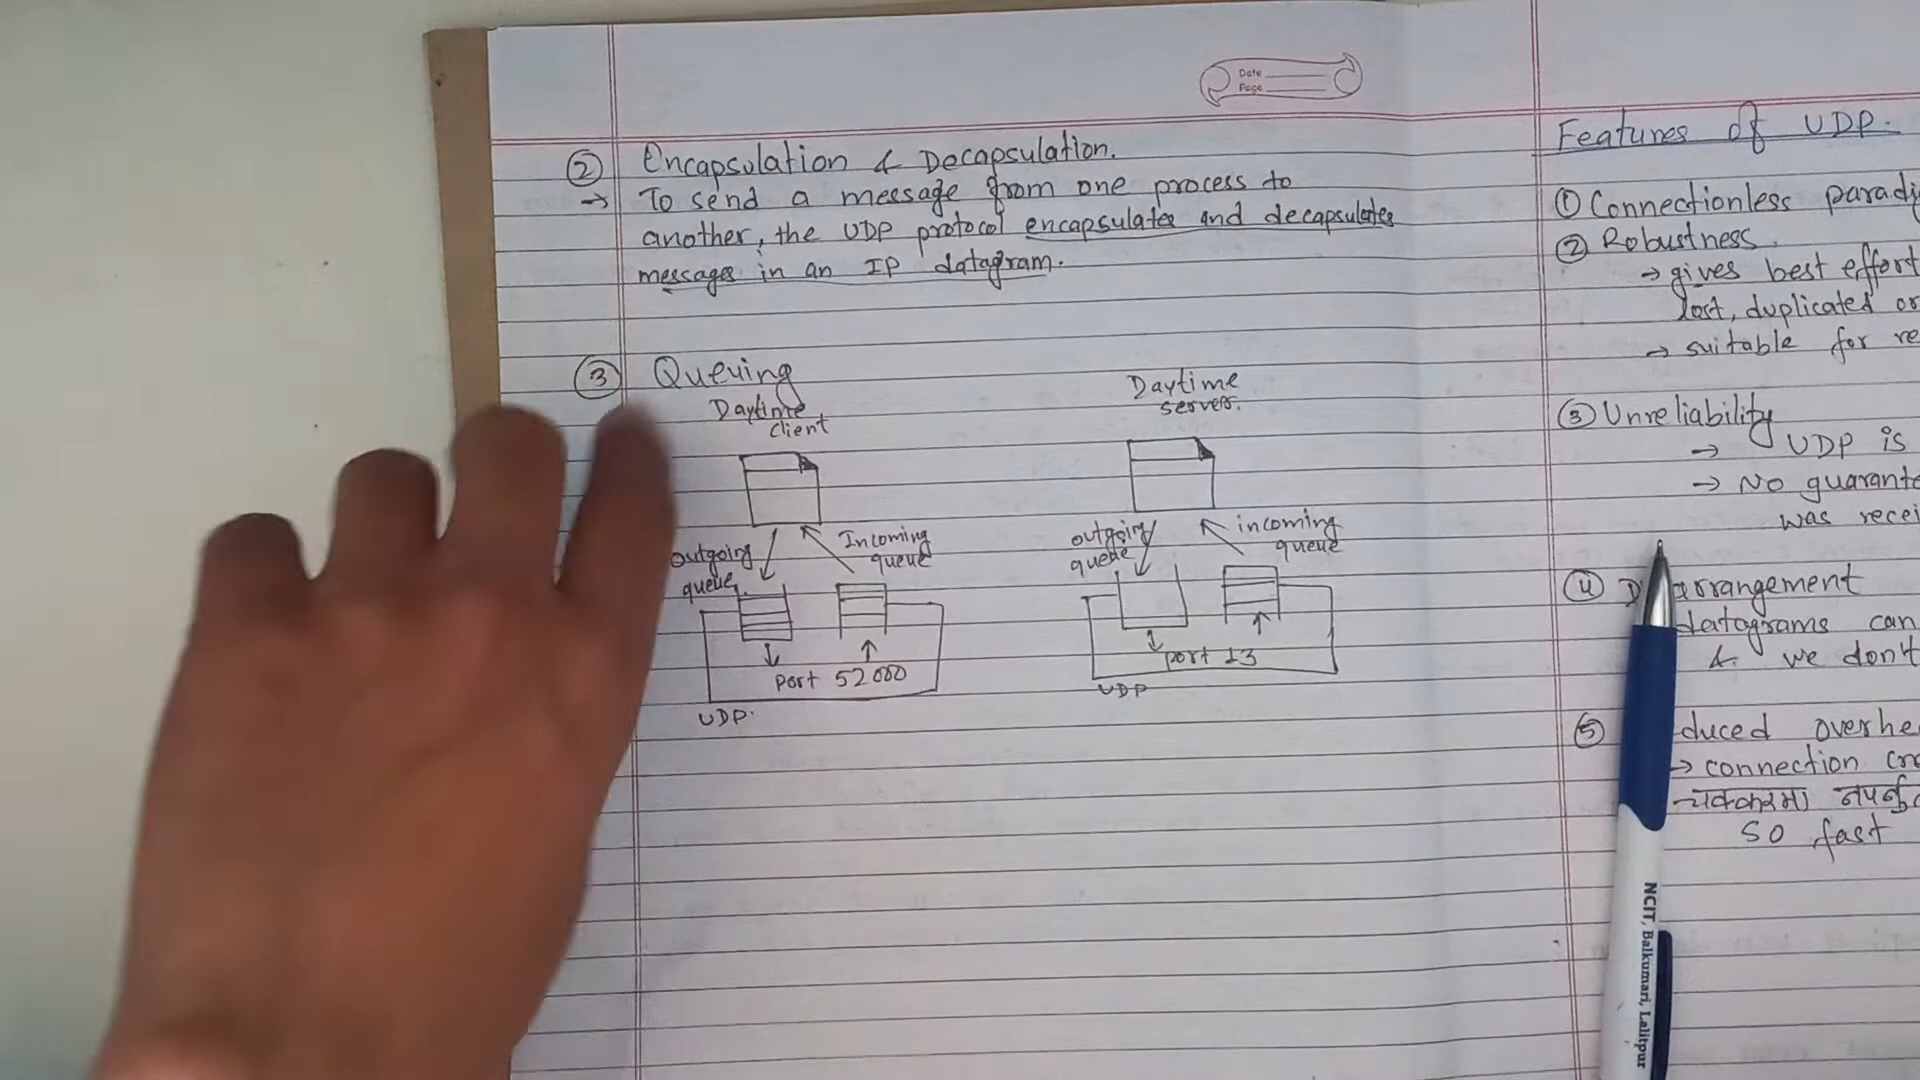 Date
Page
② Encapsulation & Decapsulation.
→ To send a message from one process to
another, the UDP protocol encapsulates and decapsulates
messages in an IP datagram.
③ Queuing
Daytime
client
Daytime
server.
outgoing
queue.
Incoming
queue
outgoing
queue
incoming
queue
Port 52000
port 13
UDP.
UDP
Features of UDP.
① Connectionless
② Robustness.
→ gives best effort
lost, duplicated or
→ suitable for
③ Unreliability
→ UDP is
→ No
was
④
datagrams can
& we don't
⑤
→ connection
so fast
NCIT, Balkumari, Lalitpur